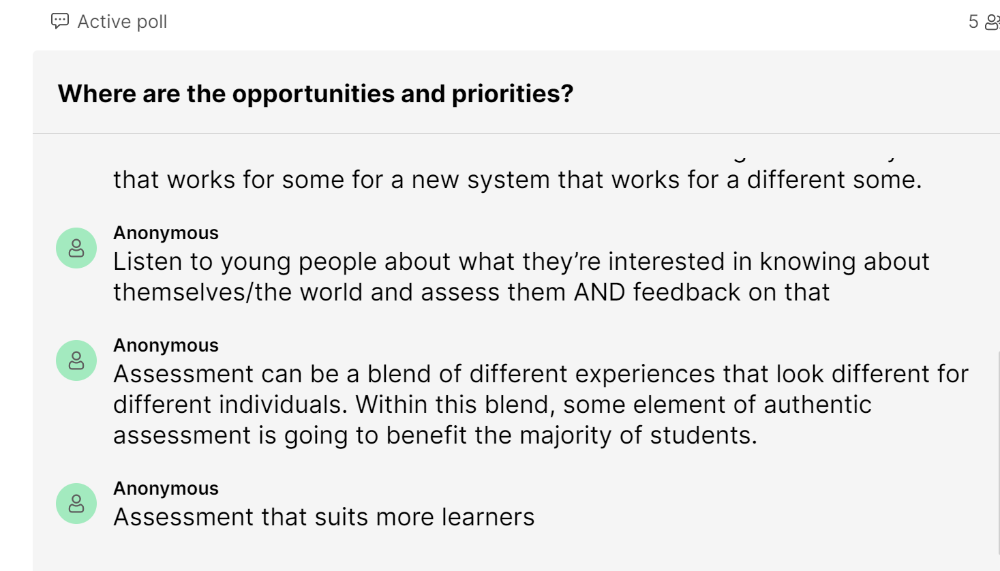 Active poll
5
Where are the opportunities and priorities?
that works for some for a new system that works for a different some.
Anonymous
Listen to young people about what they’re interested in knowing about
themselves/the world and assess them AND feedback on that
Anonymous
Assessment can be a blend of different experiences that look different for
different individuals. Within this blend, some element of authentic
assessment is going to benefit the majority of students.
Anonymous
Assessment that suits more learners